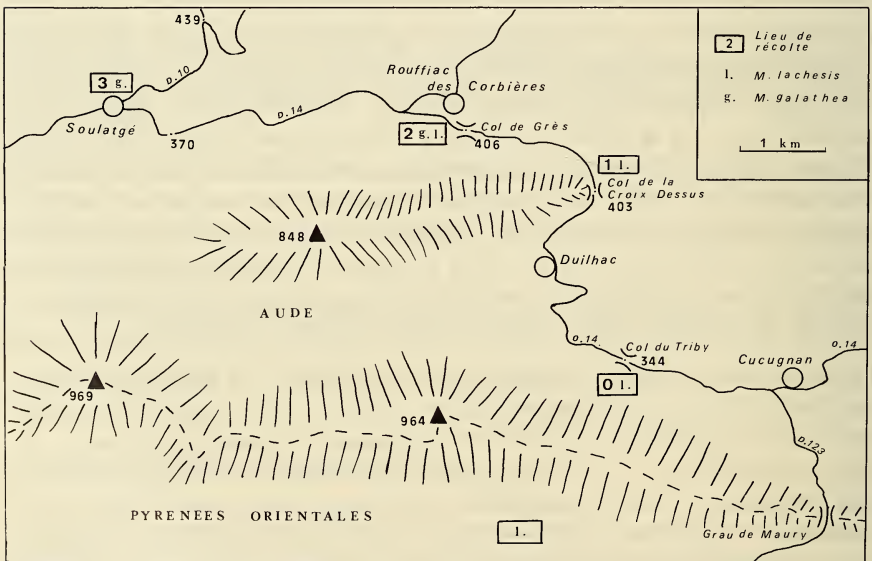 439
3 g.
D.10
Soulatgé
370
D.14
Rouffiac
des Corbières
2 g.l.
Col de Grès
406
1 l.
Col de la
Croix Dessus
403
848
Duilhac
AUDE
D.14
Col du Triby
344
0 l.
Cucugnan
D.14
969
964
D.123
PYRENEES ORIENTALES
l.
Grau de Maury
2 Lieu de
récolte
l. M. lachesis
g. M. galathea
1 km